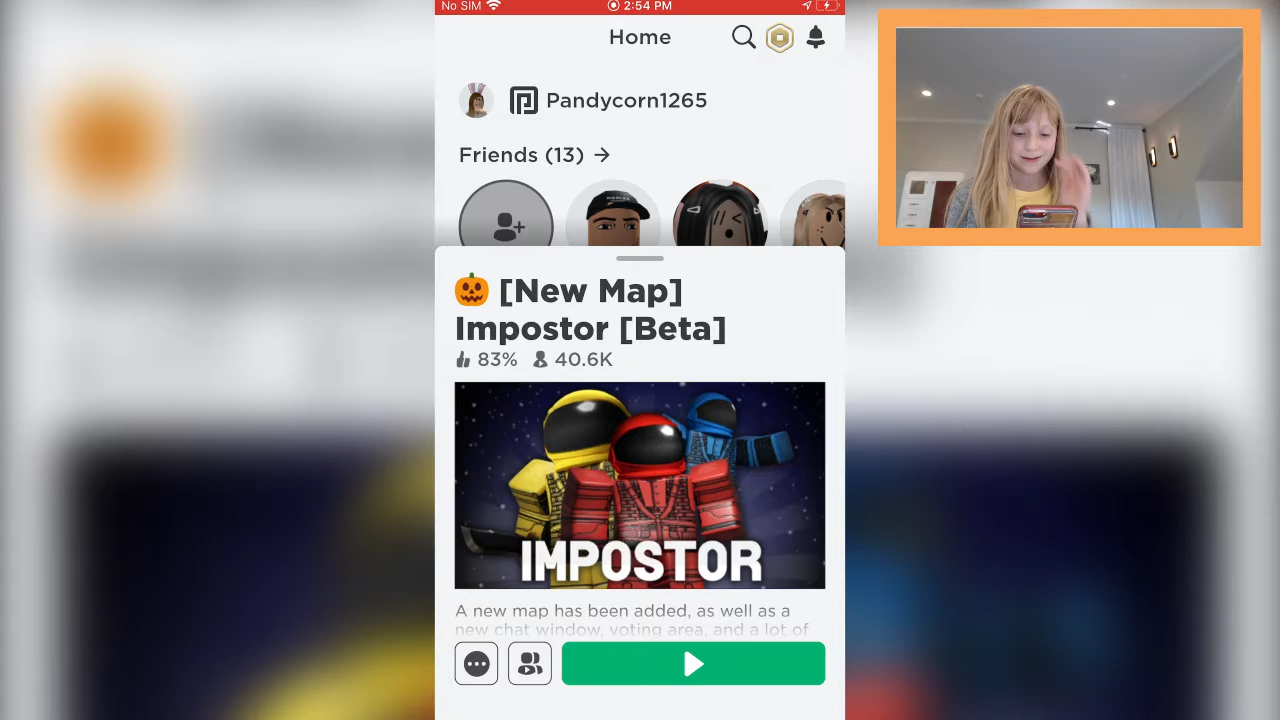 No SIM
2:54 PM
Home
Pandycorn1265
Friends (13) →
🎃 [New Map]
Impostor [Beta]
83% 40.6K
IMPOSTOR
A new map has been added, as well as a
new chat window, voting area, and a lot of